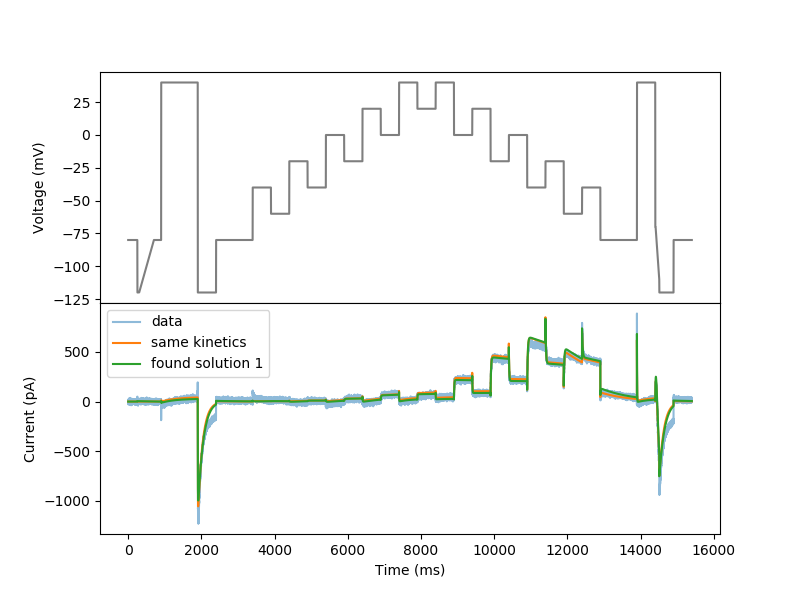 25
0
−25
−50
−75
−100
−125
Voltage (mV)
data
same kinetics
found solution 1
500
0
−500
−1000
Current (pA)
0 2000 4000 6000 8000 10000 12000 14000 16000
Time (ms)